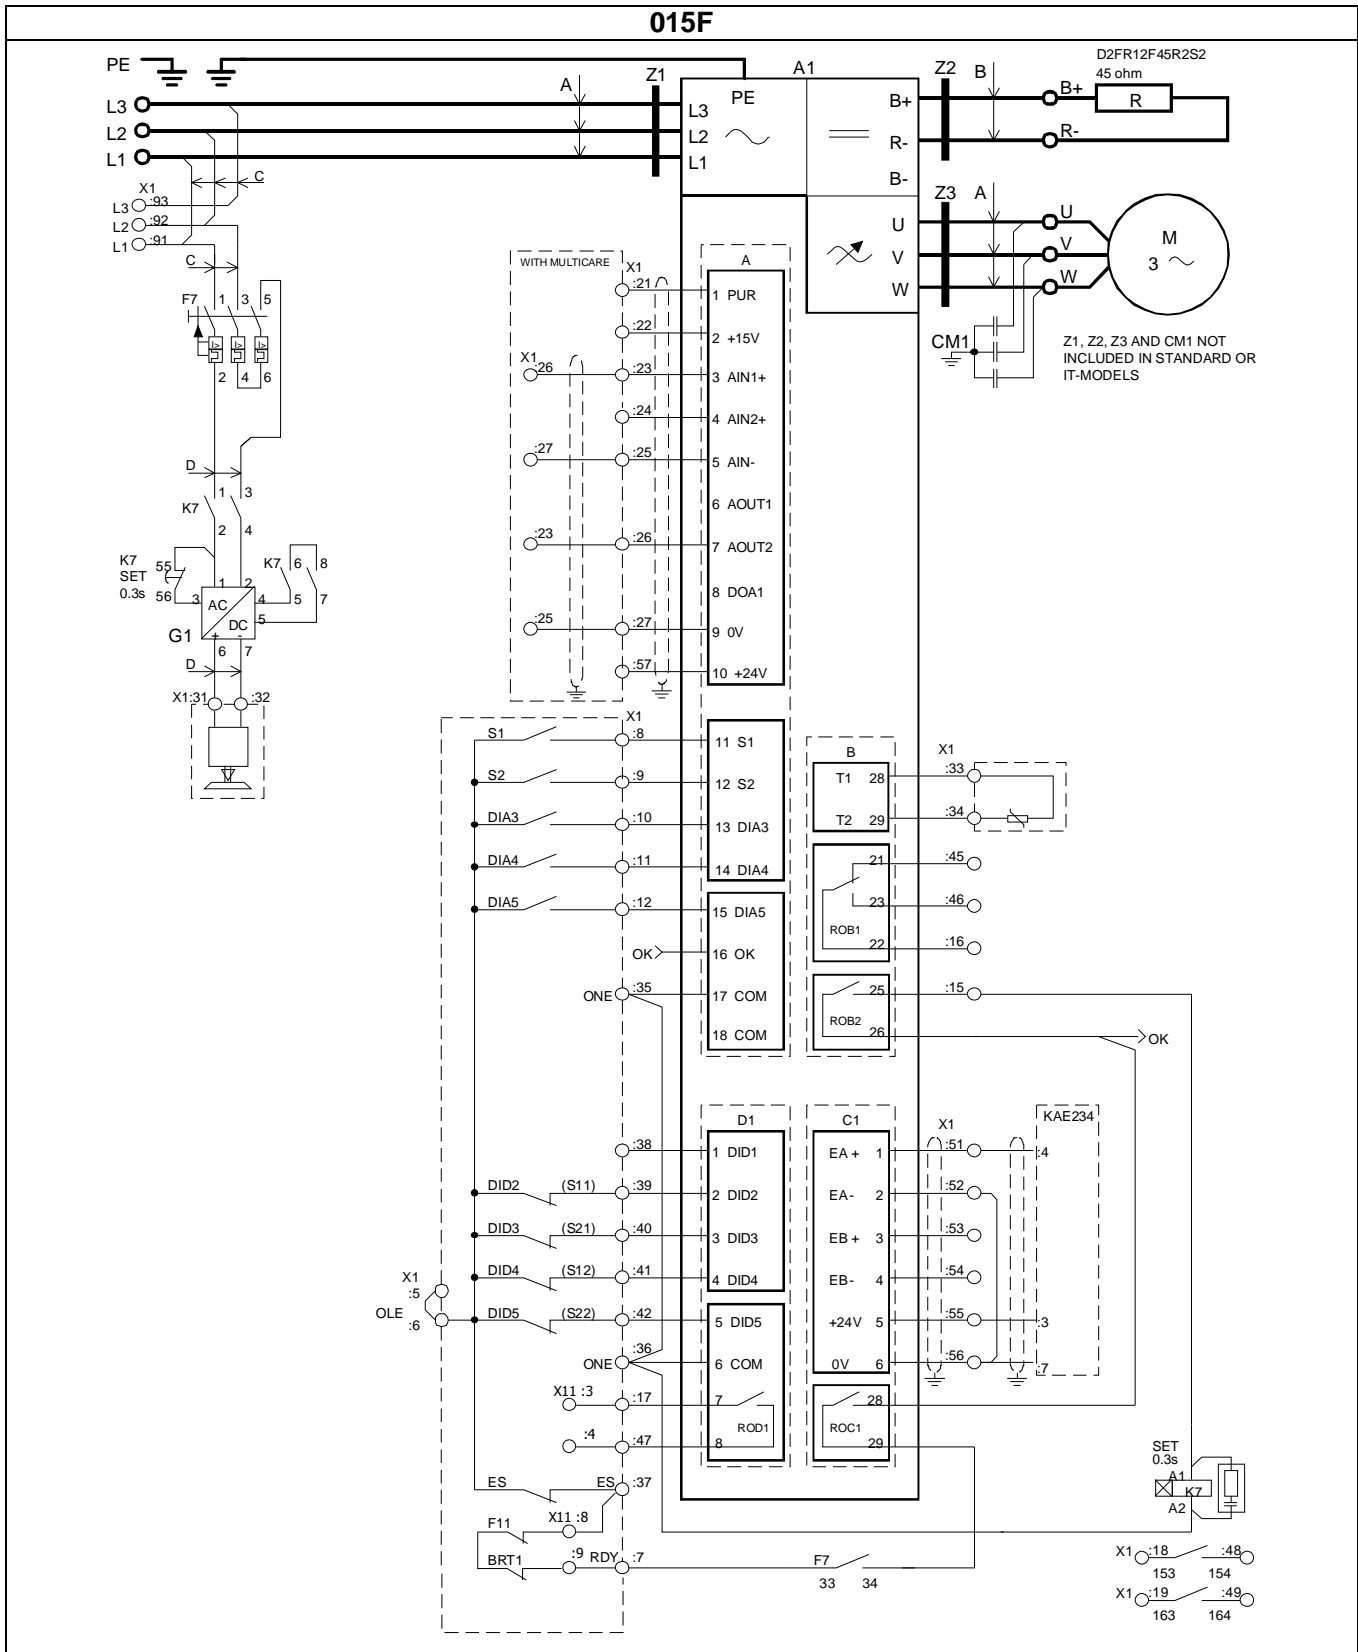 015F
PE
L3
L2
L1
A
Z1
A1
PE
L3
L2
L1
B+
R-
B-
U
V
W
Z2
B
B+
R-
D2FR12F45R2S2
45 ohm
R
Z3
A
U
V
W
M
3
CM1
Z1, Z2, Z3 AND CM1 NOT
INCLUDED IN STANDARD OR
IT-MODELS
C
X1
L3 :93
L2 :92
L1 :91
C
F7
1 3 5
I> I> I>
2 4 6
D
1 3
K7
2 4
K7
SET
0.3s
55
56
K7 6 8
5 7
1 2
3 AC 4
DC 5
G1
+ -
6 7
D
X1:31 :32
WITH MULTICARE
X1
A
:21 1 PUR
:22 2 +15V
X1
:26 :23 3 AIN1+
:24 4 AIN2+
:27 :25 5 AIN-
6 AOUT1
:23 :26 7 AOUT2
8 DOA1
:25 :27 9 0V
:57 10 +24V
X1
S1 :8 11 S1
S2 :9 12 S2
DIA3 :10 13 DIA3
DIA4 :11 14 DIA4
DIA5 :12 15 DIA5
OK 16 OK
ONE :35 17 COM
18 COM
B
X1
T1 28 :33
T2 29 :34
21 :45
23 :46
ROB1
22 :16
25 :15
ROB2
26
OK
D1
:38 1 DID1
DID2 (S11) :39 2 DID2
DID3 (S21) :40 3 DID3
DID4 (S12) :41 4 DID4
X1
:5
OLE :6
DID5 (S22) :42 5 DID5
ONE :36 6 COM
X11 :3 :17 7
ROD1
:4 :47 8
C1
X1
KAE234
EA + 1 :51 :4
EA- 2 :52
EB + 3 :53
EB- 4 :54
+24V 5 :55 :3
0V 6 :56 :7
28
ROC1
29
ES ES :37
F11 X11 :8
BRT1 :9 RDY :7
F7
33 34
SET
0.3s
A1
K7
A2
X1 :18 :48
153 154
X1 :19 :49
163 164